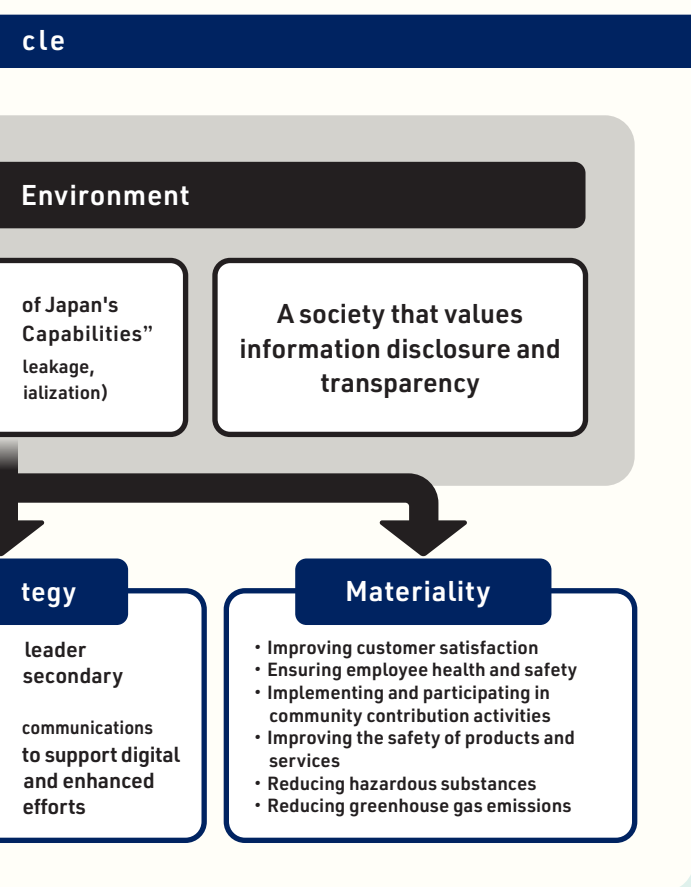 cle
Environment
of Japan's
Capabilities”
leakage,
ialization)
A society that values
information disclosure and
transparency
tegy
leader
secondary
communications
to support digital
and enhanced
efforts
Materiality
・Improving customer satisfaction
・Ensuring employee health and safety
・Implementing and participating in
community contribution activities
・Improving the safety of products and
services
・Reducing hazardous substances
・Reducing greenhouse gas emissions